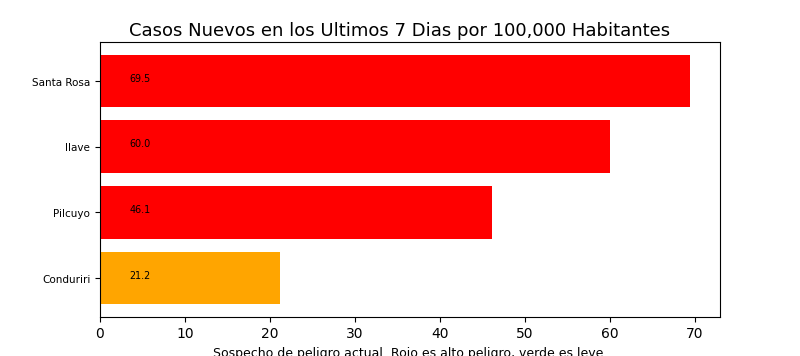 Casos Nuevos en los Ultimos 7 Dias por 100,000 Habitantes
Santa Rosa 69.5
Ilave 60.0
Pilcuyo 46.1
Conduriri 21.2
0 10 20 30 40 50 60 70
Sospecho de peligro actual. Rojo es alto peligro, verde es leve